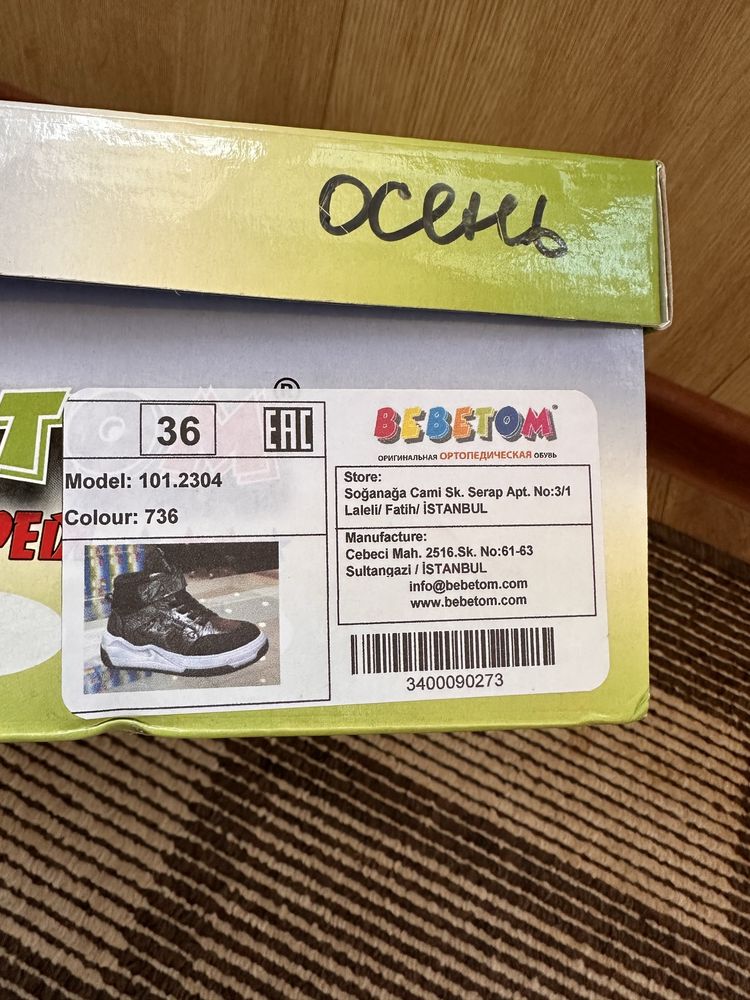 осень
®
36
EAC
Model: 101.2304
Colour: 736
BEBETOM®
ОРИГИНАЛЬНАЯ ОРТОПЕДИЧЕСКАЯ ОБУВЬ
Store:
Soğanağa Cami Sk. Serap Apt. No:3/1
Laleli/ Fatih/ İSTANBUL
Manufacture:
Cebeci Mah. 2516.Sk. No:61-63
Sultangazi / İSTANBUL
info@bebetom.com
www.bebetom.com
3400090273